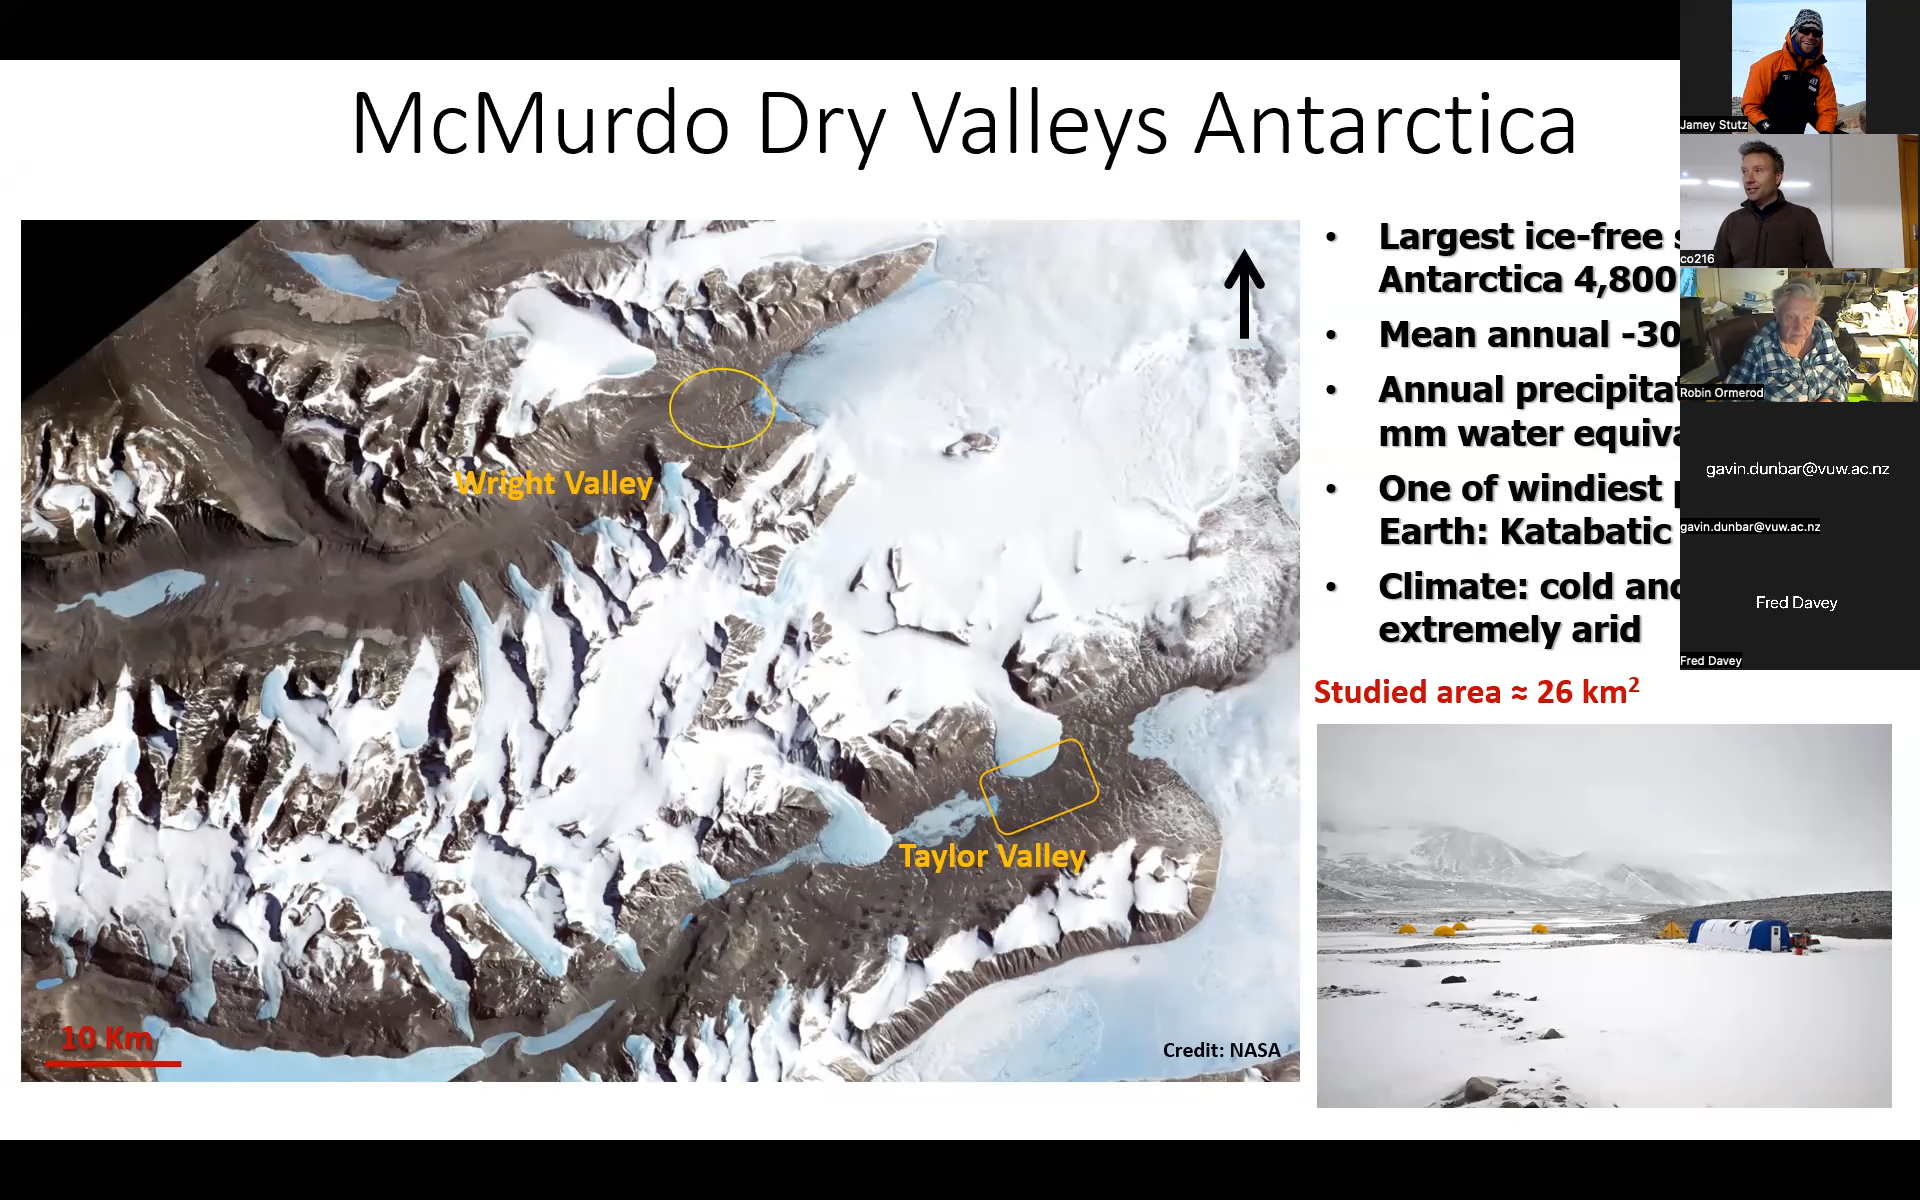 McMurdo Dry Valleys Antarctica
Wright Valley
Taylor Valley
10 Km
Credit: NASA
• Largest ice-free
Antarctica 4,800
• Mean annual -30
• Annual
mm water
• One of windiest
Earth: Katabatic
• Climate: cold and
extremely arid
Studied area ≈ 26 km²
Jamey Stutz
co216
Robin Ormerod
gavin.dunbar@vuw.ac.nz
gavin.dunbar@vuw.ac.nz
Fred Davey
Fred Davey